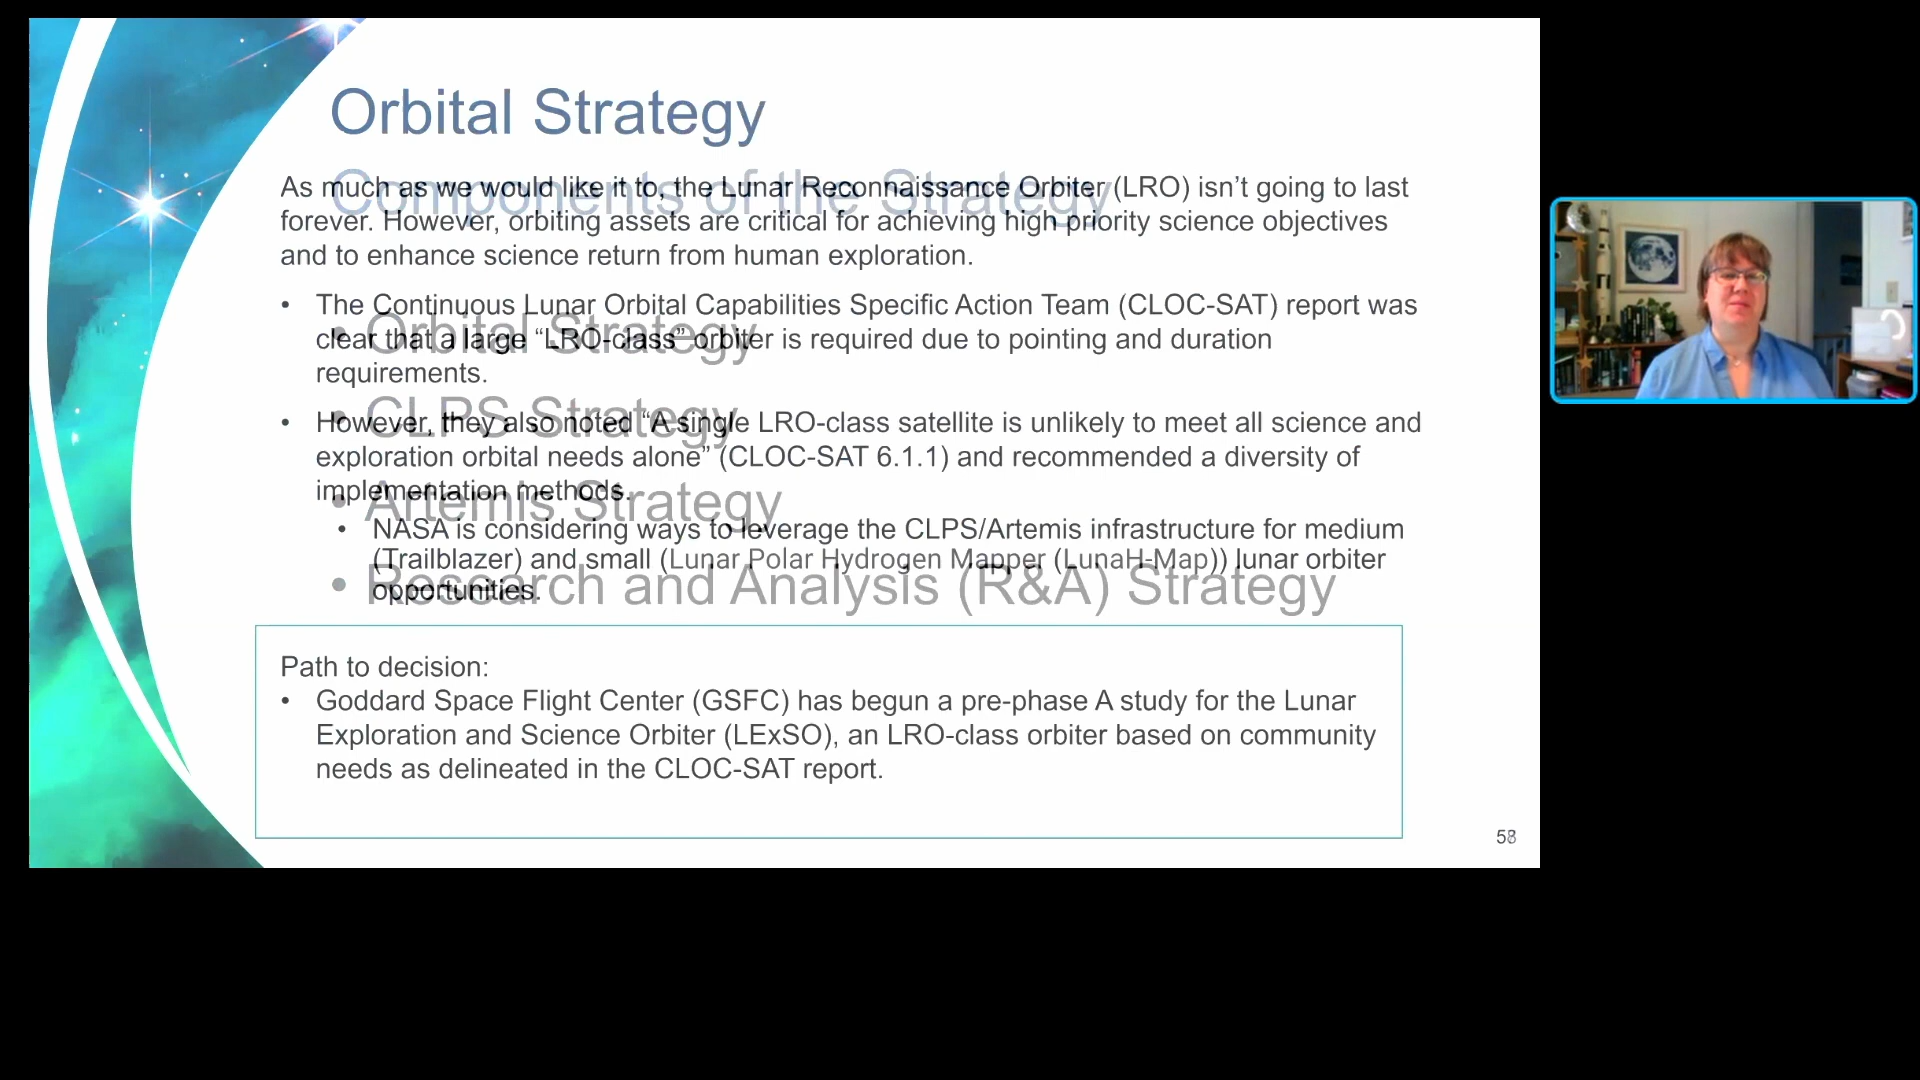 Orbital Strategy
Components of the Strategy
As much as we would like it to, the Lunar Reconnaissance Orbiter (LRO) isn’t going to last
forever. However, orbiting assets are critical for achieving high priority science objectives
and to enhance science return from human exploration.
• The Continuous Lunar Orbital Capabilities Specific Action Team (CLOC-SAT) report was
clear that a large “LRO-class” orbiter is required due to pointing and duration
requirements.
• Orbital Strategy
• CLPS Strategy
• However, they also noted “A single LRO-class satellite is unlikely to meet all science and
exploration orbital needs alone” (CLOC-SAT 6.1.1) and recommended a diversity of
implementation methods.
• Artemis Strategy
• NASA is considering ways to leverage the CLPS/Artemis infrastructure for medium
(Trailblazer) and small (Lunar Polar Hydrogen Mapper (LunaH-Map)) lunar orbiter
opportunities.
• Research and Analysis (R&A) Strategy
Path to decision:
• Goddard Space Flight Center (GSFC) has begun a pre-phase A study for the Lunar
Exploration and Science Orbiter (LExSO), an LRO-class orbiter based on community
needs as delineated in the CLOC-SAT report.